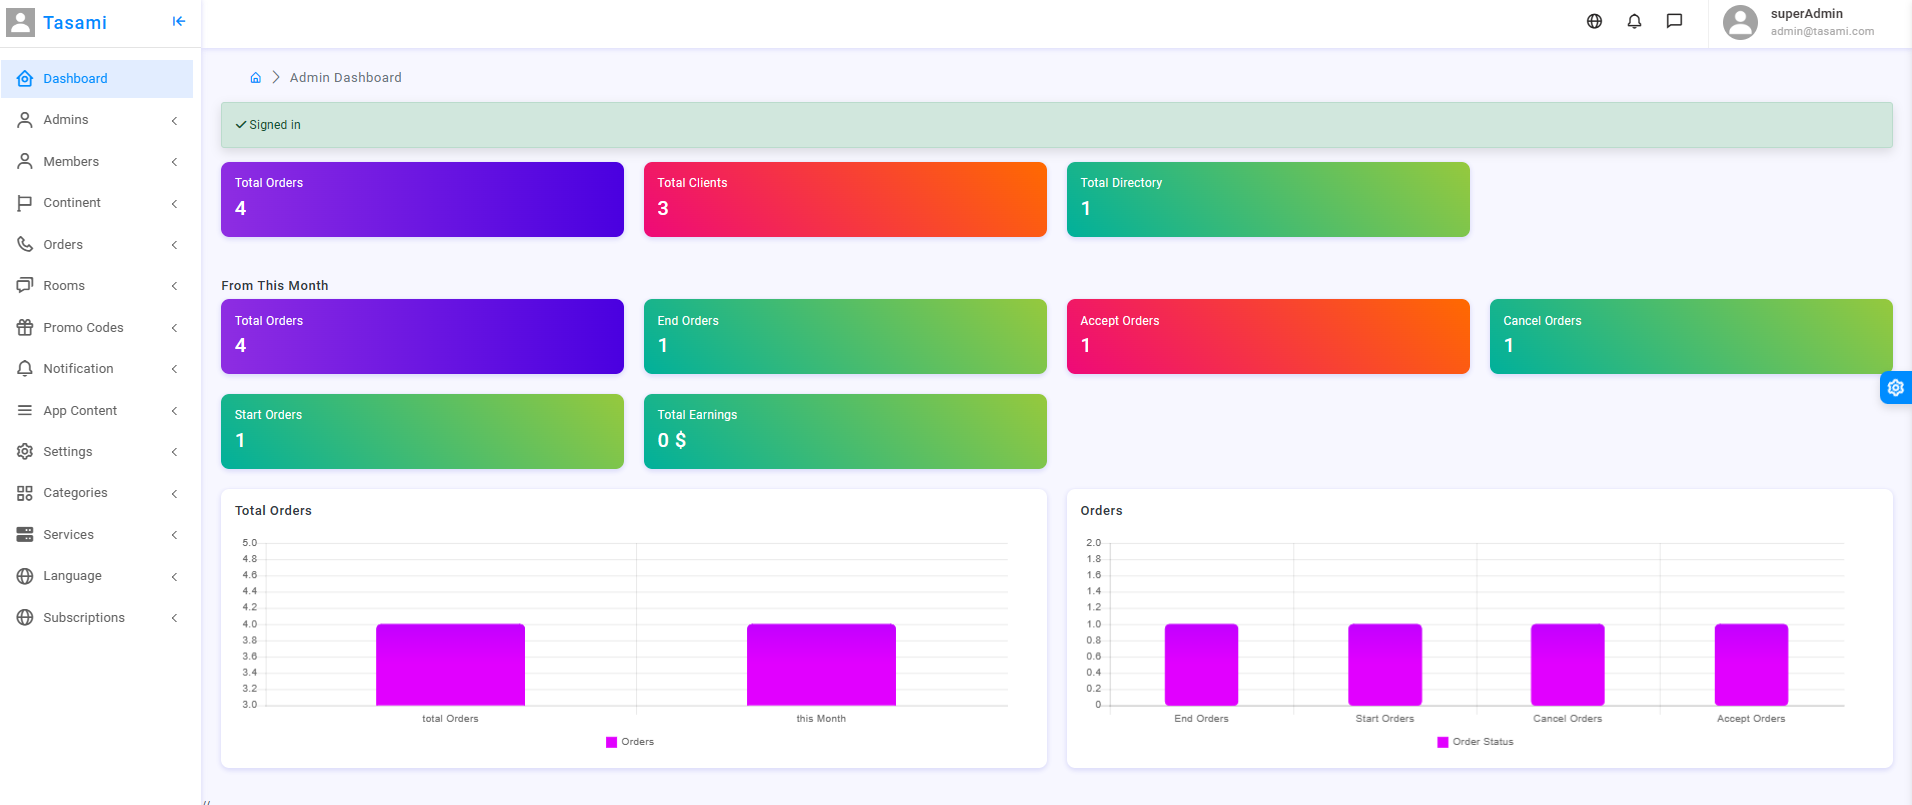 Tasami
superAdmin
admin@tasami.com
Dashboard
Admins
Members
Continent
Orders
Rooms
Promo Codes
Notification
App Content
Settings
Categories
Services
Language
Subscriptions
Admin Dashboard
Signed in
Total Orders
4
Total Clients
3
Total Directory
1
From This Month
Total Orders
4
End Orders
1
Accept Orders
1
Cancel Orders
1
Start Orders
1
Total Earnings
0 $
Total Orders
5.0
4.8
4.6
4.4
4.2
4.0
3.8
3.6
3.4
3.2
3.0
total Orders this Month
Orders
Orders
2.0
1.8
1.6
1.4
1.2
1.0
0.8
0.6
0.4
0.2
0
End Orders Start Orders Cancel Orders Accept Orders
Order Status
//